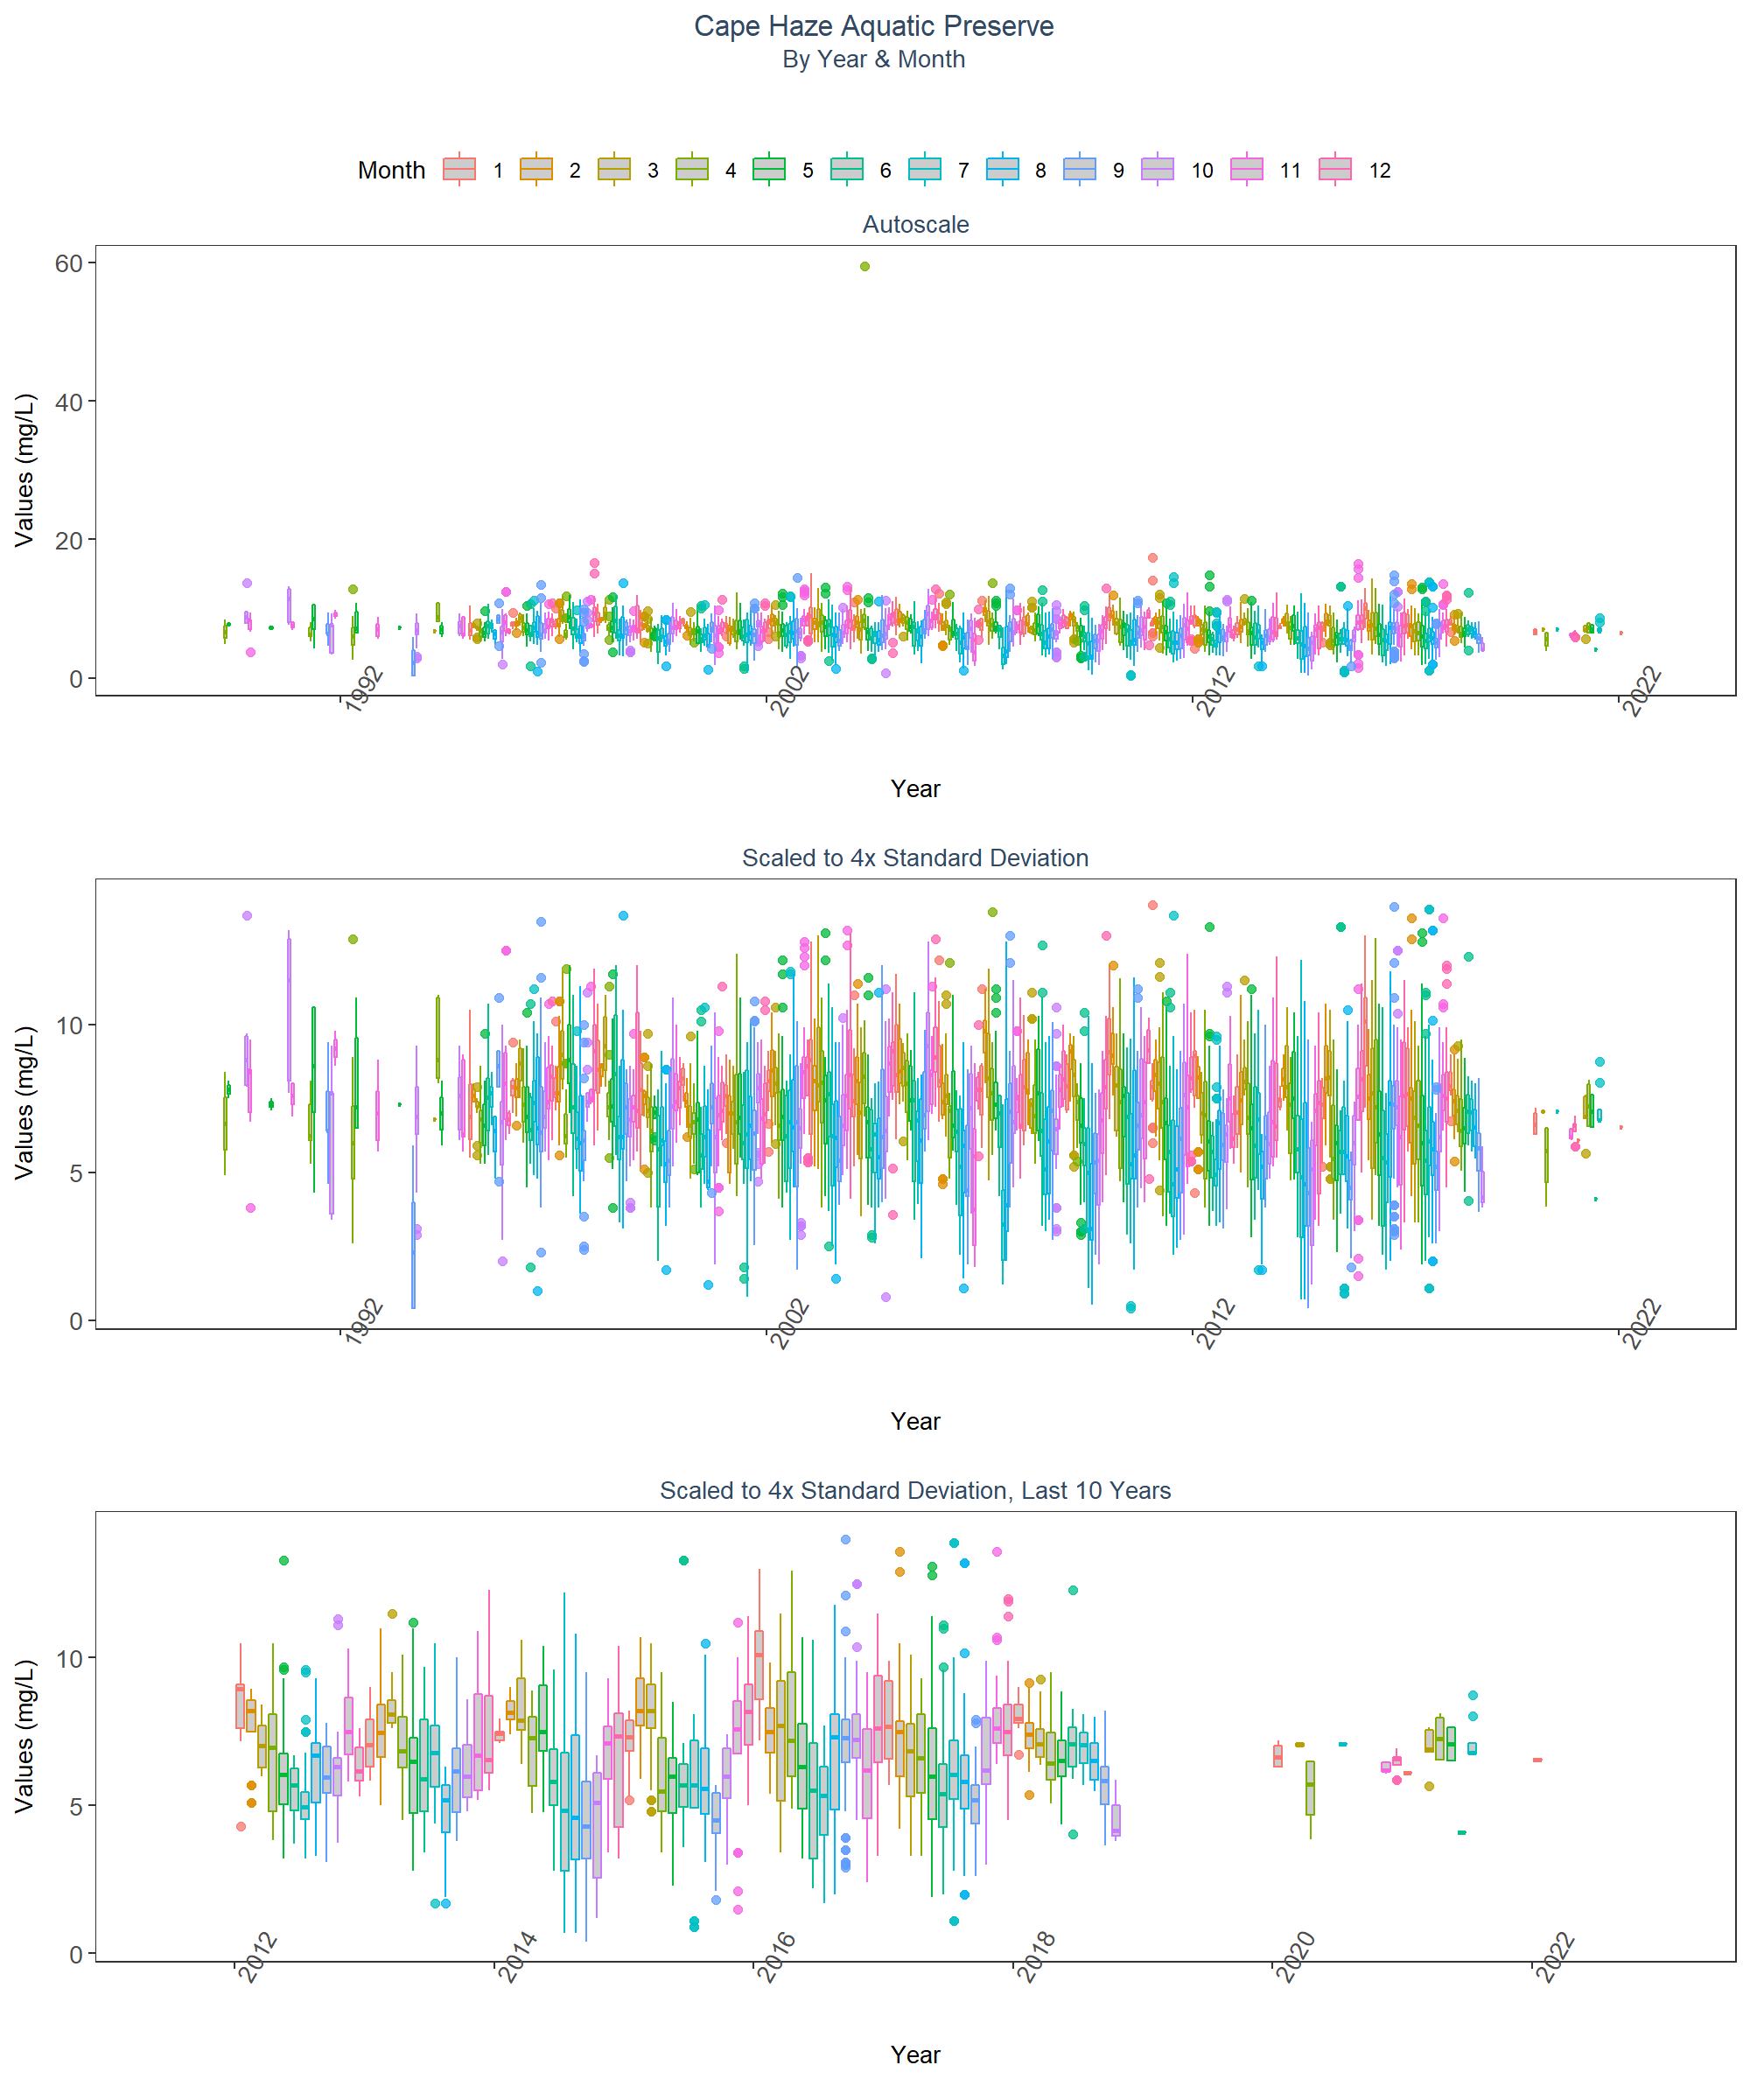 Cape Haze Aquatic Preserve
By Year & Month
Month 1 2 3 4 5 6 7 8 9 10 11 12
Autoscale
Values (mg/L)
60
40
20
0
1992 2002 2012 2022
Year
Scaled to 4x Standard Deviation
Values (mg/L)
10
5
0
1992 2002 2012 2022
Year
Scaled to 4x Standard Deviation, Last 10 Years
Values (mg/L)
10
5
0
2012 2014 2016 2018 2020 2022
Year